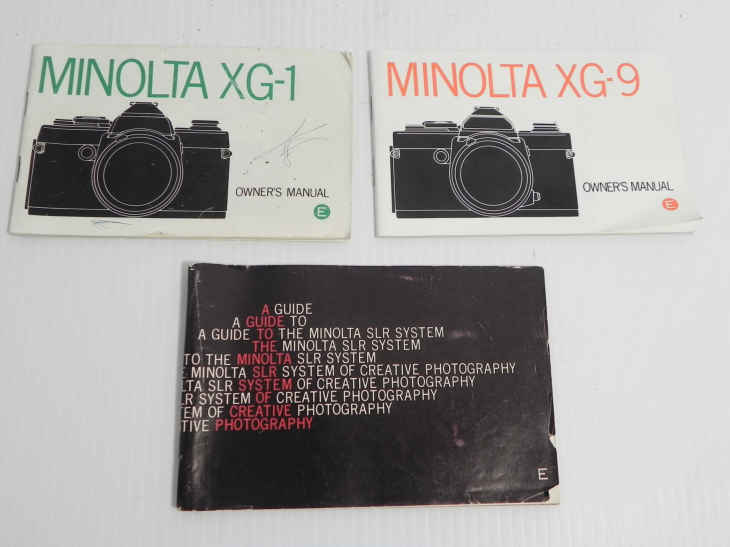 MINOLTA XG-1
OWNER'S MANUAL
E
MINOLTA XG-9
OWNER'S MANUAL
E
A GUIDE
A GUIDE TO
A GUIDE TO THE MINOLTA SLR SYSTEM
THE MINOLTA SLR SYSTEM
TO THE MINOLTA SLR SYSTEM
E MINOLTA SLR SYSTEM OF CREATIVE PHOTOGRAPHY
LTA SLR SYSTEM OF CREATIVE PHOTOGRAPHY
LR SYSTEM OF CREATIVE PHOTOGRAPHY
EM OF CREATIVE PHOTOGRAPHY
TIVE PHOTOGRAPHY
E